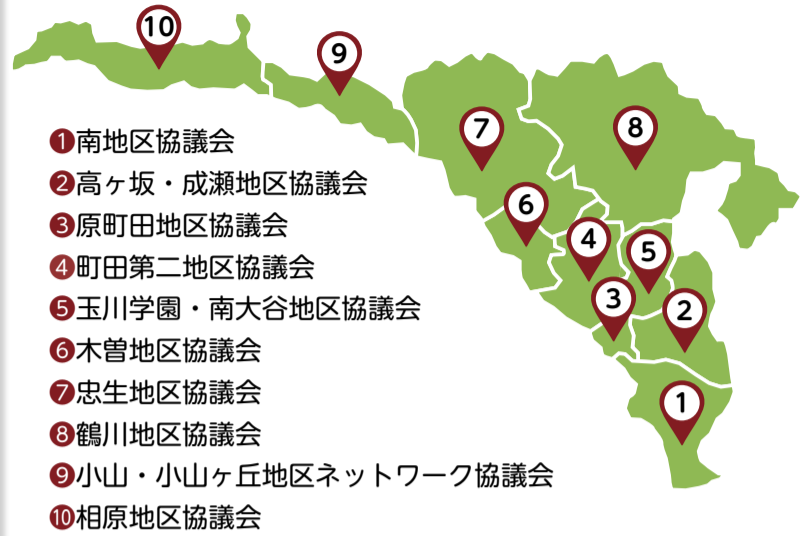 10
9
7
8
6
4
5
3
2
1
❶南地区協議会
❷高ヶ坂・成瀬地区協議会
❸原町田地区協議会
❹町田第二地区協議会
❺玉川学園・南大谷地区協議会
❻木曽地区協議会
❼忠生地区協議会
❽鶴川地区協議会
❾小山・小山ヶ丘地区ネットワーク協議会
❿相原地区協議会